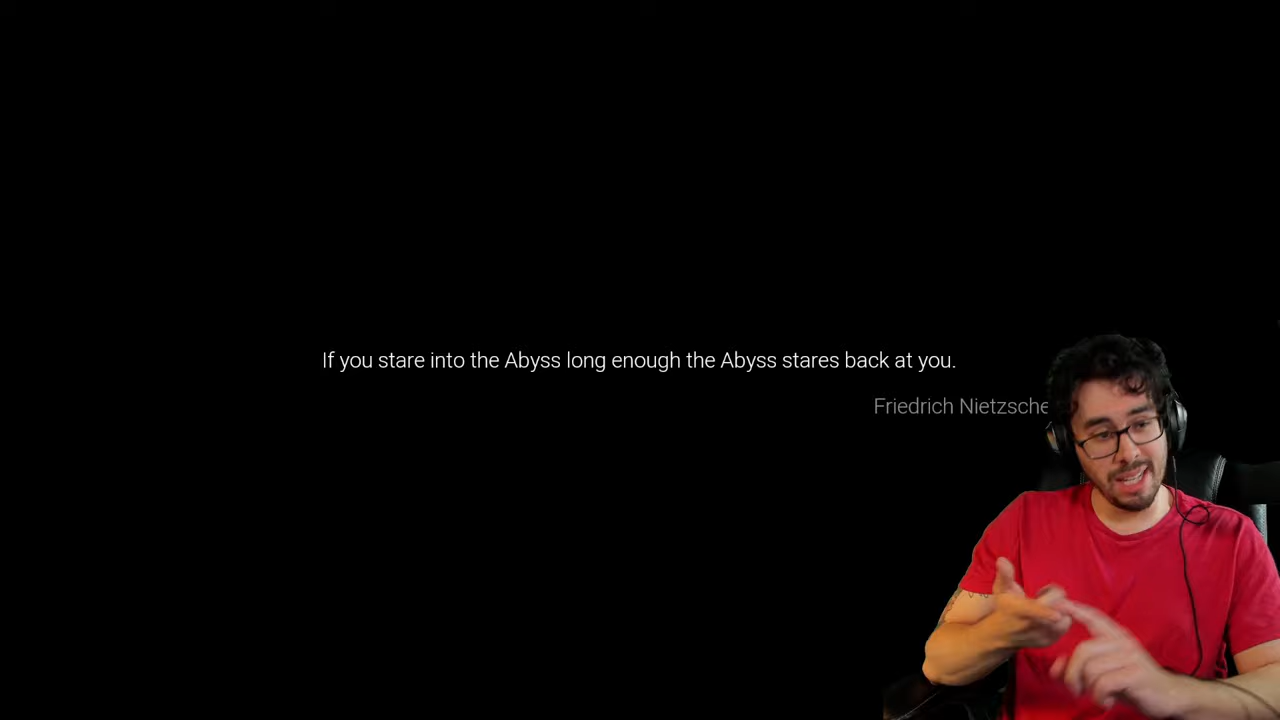 If you stare into the Abyss long enough the Abyss stares back at you.
Friedrich Nietzsche